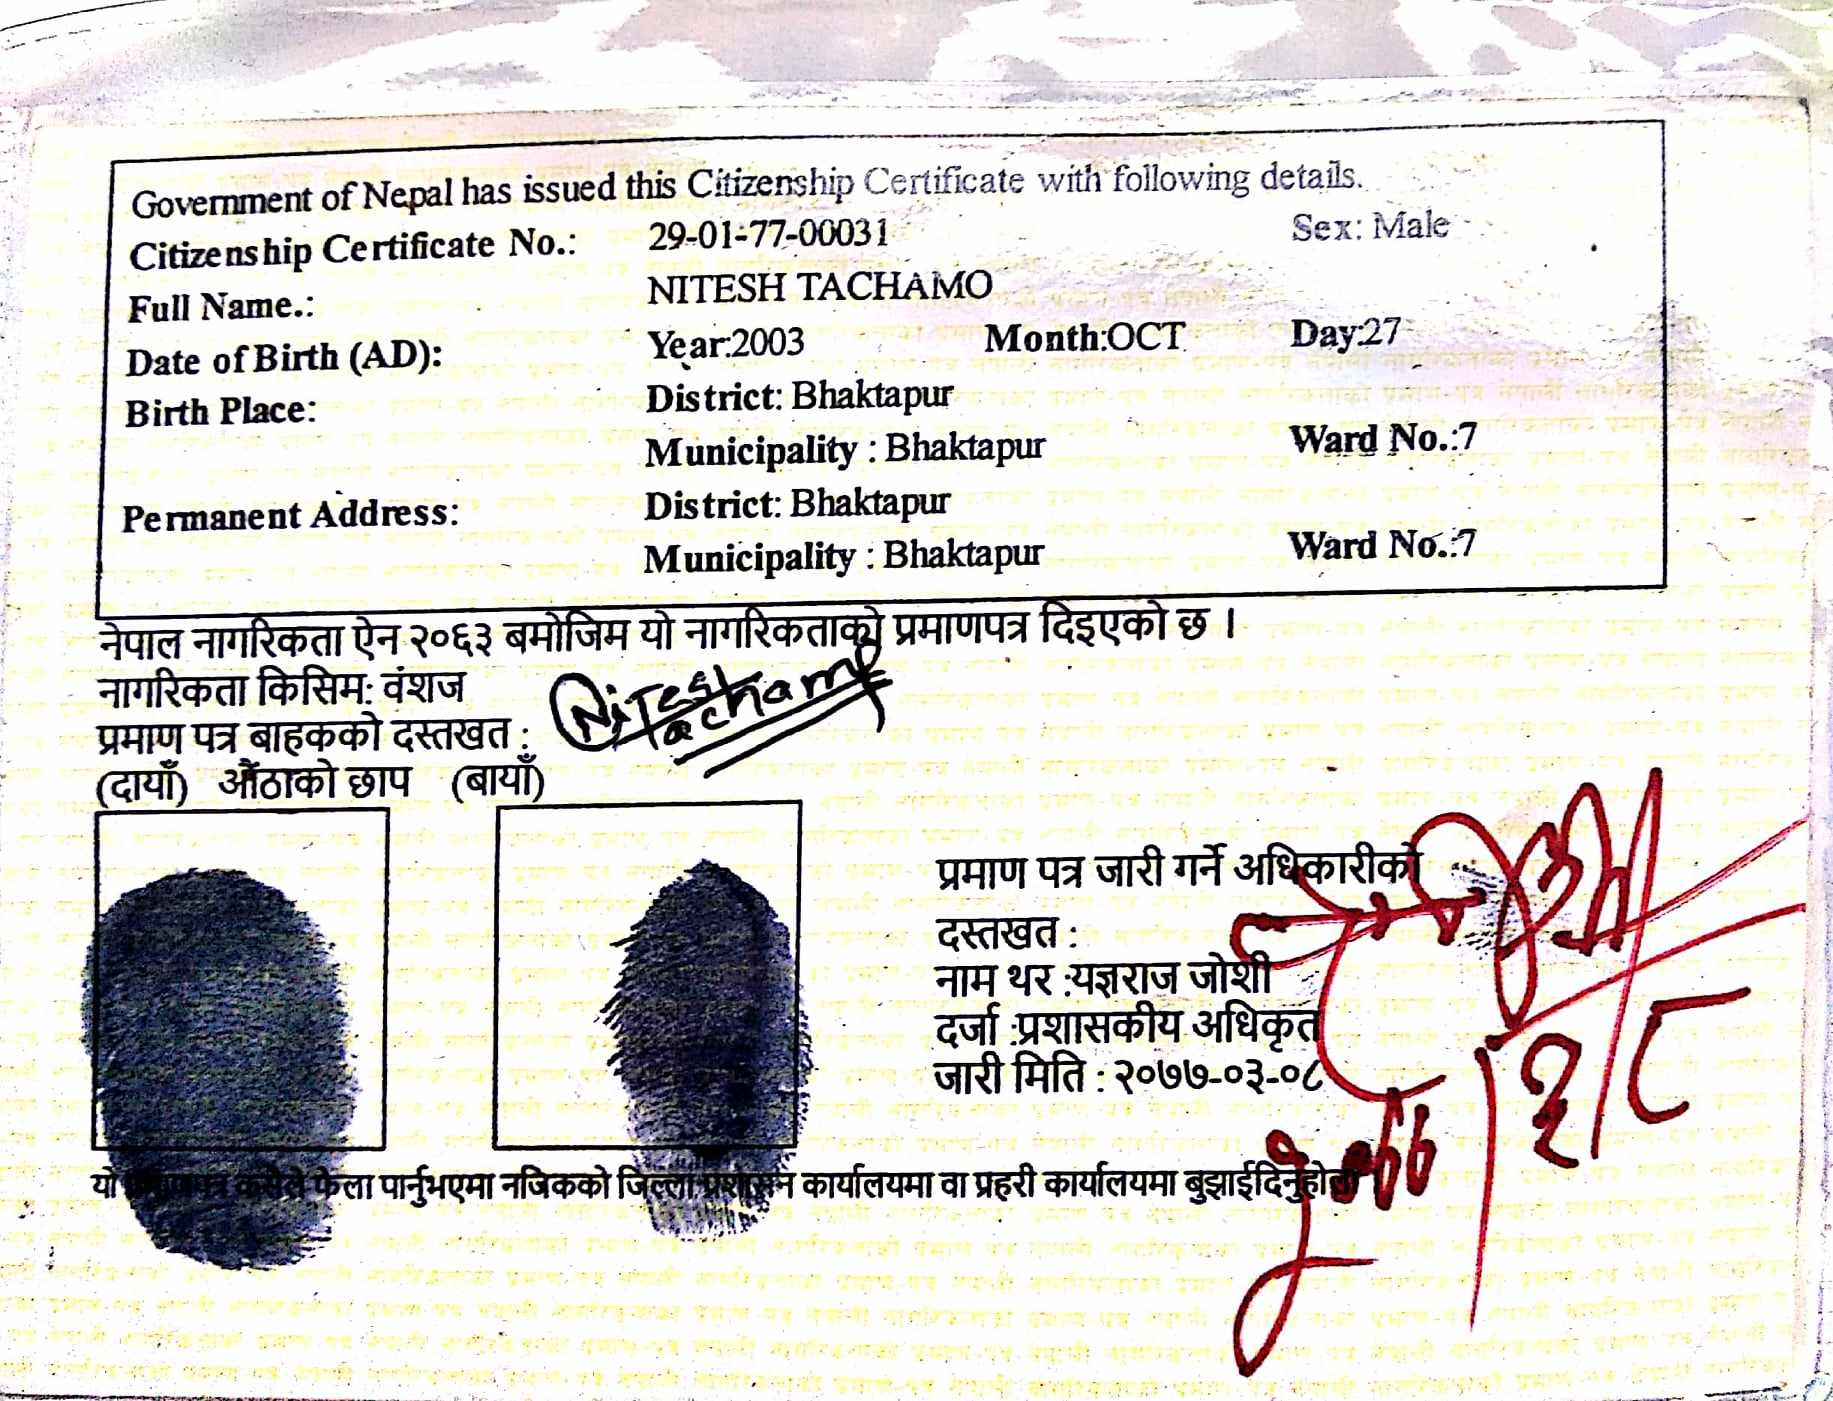 Government of Nepal has issued this Citizenship Certificate with following details.
Citizenship Certificate No.: 29-01-77-00031 Sex: Male
Full Name.: NITESH TACHAMO
Date of Birth (AD): Year:2003 Month:OCT Day:27
Birth Place: District: Bhaktapur
Municipality : Bhaktapur Ward No.:7
Permanent Address: District: Bhaktapur
Municipality : Bhaktapur Ward No.:7
नेपाल नागरिकता ऐन २०६३ बमोजिम यो नागरिकताको प्रमाणपत्र दिइएको छ ।
नागरिकता किसिम: वंशज
प्रमाण पत्र बाहकको दस्तखत : Nitesh Tachamo
(दायाँ) औंठाको छाप (बायाँ)
प्रमाण पत्र जारी गर्ने अधिकारीको
दस्तखत :
नाम थर :यज्ञराज जोशी
दर्जा :प्रशासकीय अधिकृत
जारी मिति : २०७७-०३-०८
२०७७।३।८
यो प्रमाणपत्र कसैले फेला पार्नुभएमा नजिकको जिल्ला प्रशासन कार्यालयमा वा प्रहरी कार्यालयमा बुझाईदिनुहोला